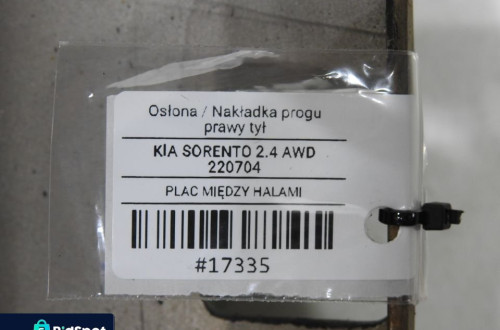 Osłona / Nakładka progu
prawy tył
KIA SORENTO 2.4 AWD
220704
PLAC MIĘDZY HALAMI
#17335